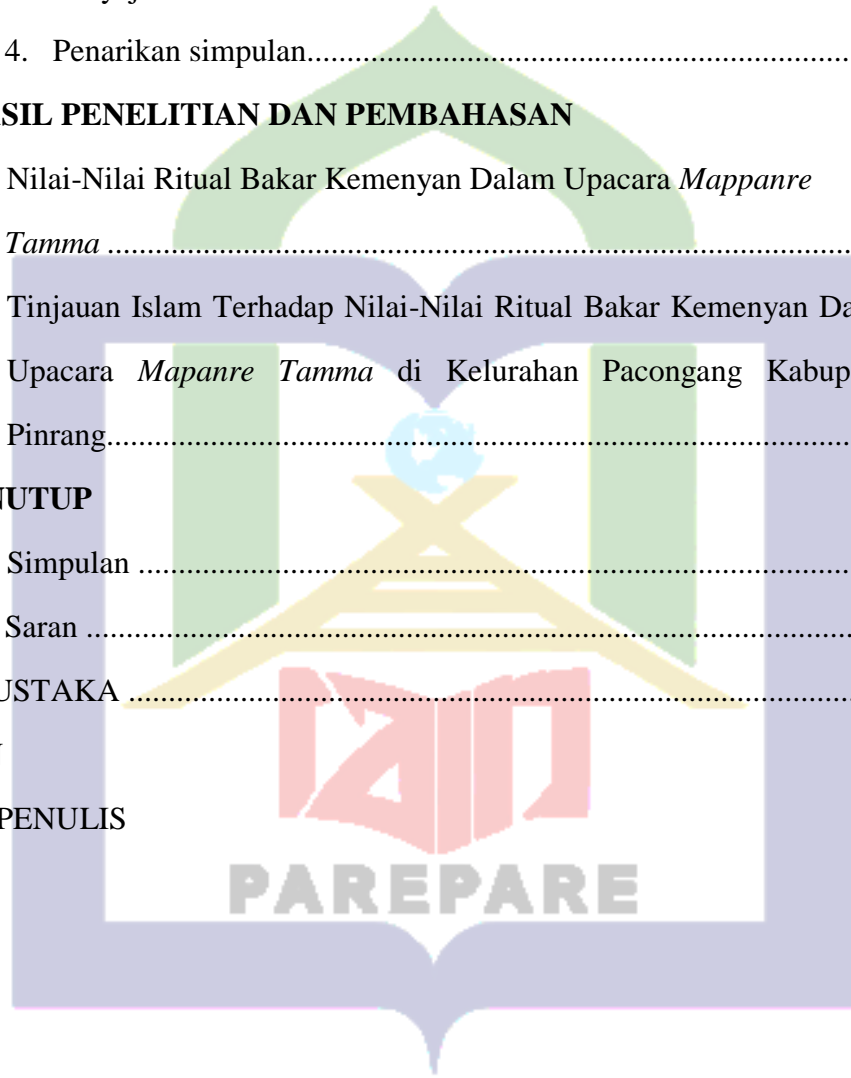 4. Penarikan simpulan......................................................................
SIL PENELITIAN DAN PEMBAHASAN
Nilai-Nilai Ritual Bakar Kemenyan Dalam Upacara Mappanre
Tamma ................................................................................................
Tinjauan Islam Terhadap Nilai-Nilai Ritual Bakar Kemenyan Da
Upacara Mapanre Tamma di Kelurahan Pacongang Kabup
Pinrang................................................................................................
NUTUP
Simpulan ............................................................................................
Saran ...................................................................................................
USTAKA .............................................................................................
PENULIS
iain
PAREPARE